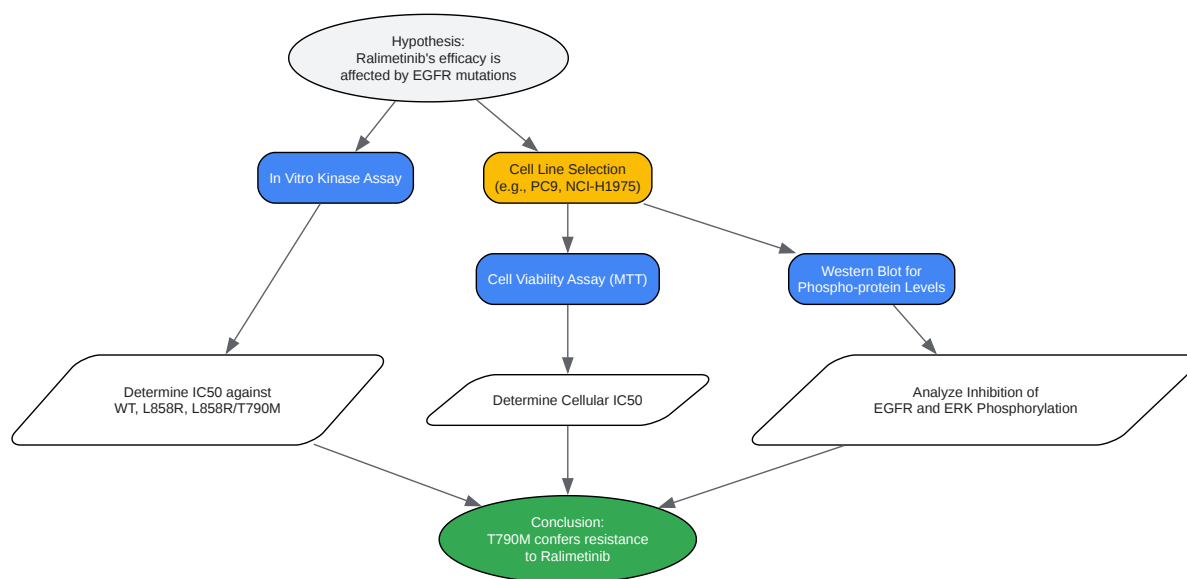 Hypothesis:
Ralimetinib's efficacy is
affected by EGFR mutations
In Vitro Kinase Assay
Cell Line Selection
(e.g., PC9, NCI-H1975)
Cell Viability Assay (MTT)
Western Blot for
Phospho-protein Levels
Determine IC50 against
WT, L858R, L858R/T790M
Determine Cellular IC50
Analyze Inhibition of
EGFR and ERK Phosphorylation
Conclusion:
T790M confers resistance
to Ralimetinib